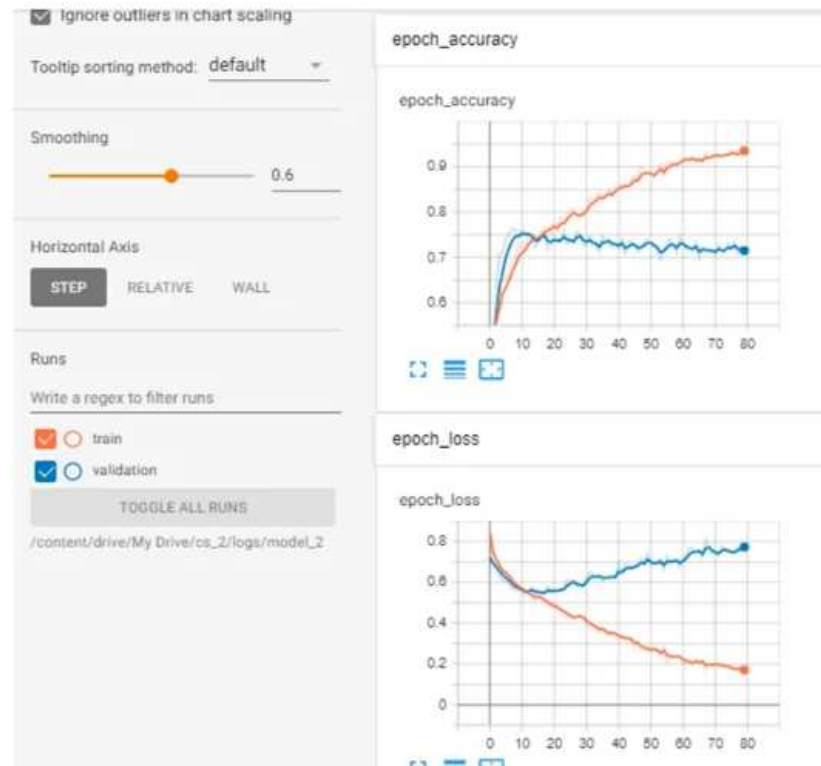 Ignore outliers in chart scaling
Tooltip sorting method: default
Smoothing
0.6
Horizontal Axis
STEP RELATIVE WALL
Runs
Write a regex to filter runs
train
validation
TOGGLE ALL RUNS
/content/drive/My Drive/cs_2/logs/model_2
epoch_accuracy
epoch_accuracy
0.9
0.8
0.7
0.6
0 10 20 30 40 50 60 70 80
epoch_loss
epoch_loss
0.8
0.6
0.4
0.2
0
0 10 20 30 40 50 60 70 80